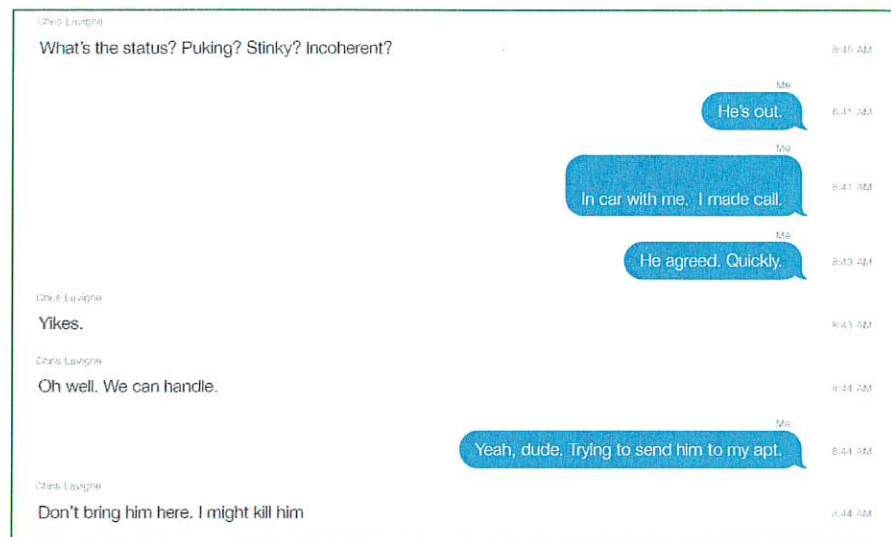 Chris Lavigne
What's the status? Puking? Stinky? Incoherent?
8:40 AM
Me
He's out.
8:41 AM
Me
In car with me.  I made call.
8:41 AM
Me
He agreed. Quickly.
8:43 AM
Chris Lavigne
Yikes.
8:43 AM
Chris Lavigne
Oh well. We can handle.
8:44 AM
Me
Yeah, dude. Trying to send him to my apt.
8:44 AM
Chris Lavigne
Don't bring him here. I might kill him
8:44 AM